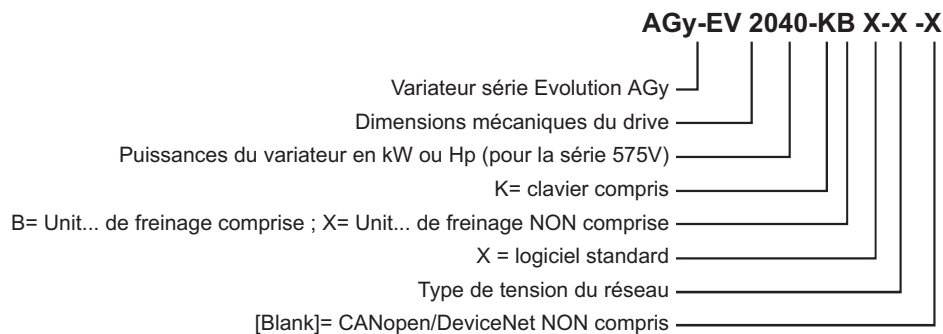 AGy-EV 2040-KB X-X -X
Variateur série Evolution AGy
Dimensions mécaniques du drive
Puissances du variateur en kW ou Hp (pour la série 575V)
K= clavier compris
B= Unit... de freinage comprise ; X= Unit... de freinage NON comprise
X = logiciel standard
Type de tension du réseau
[Blank]= CANopen/DeviceNet NON compris